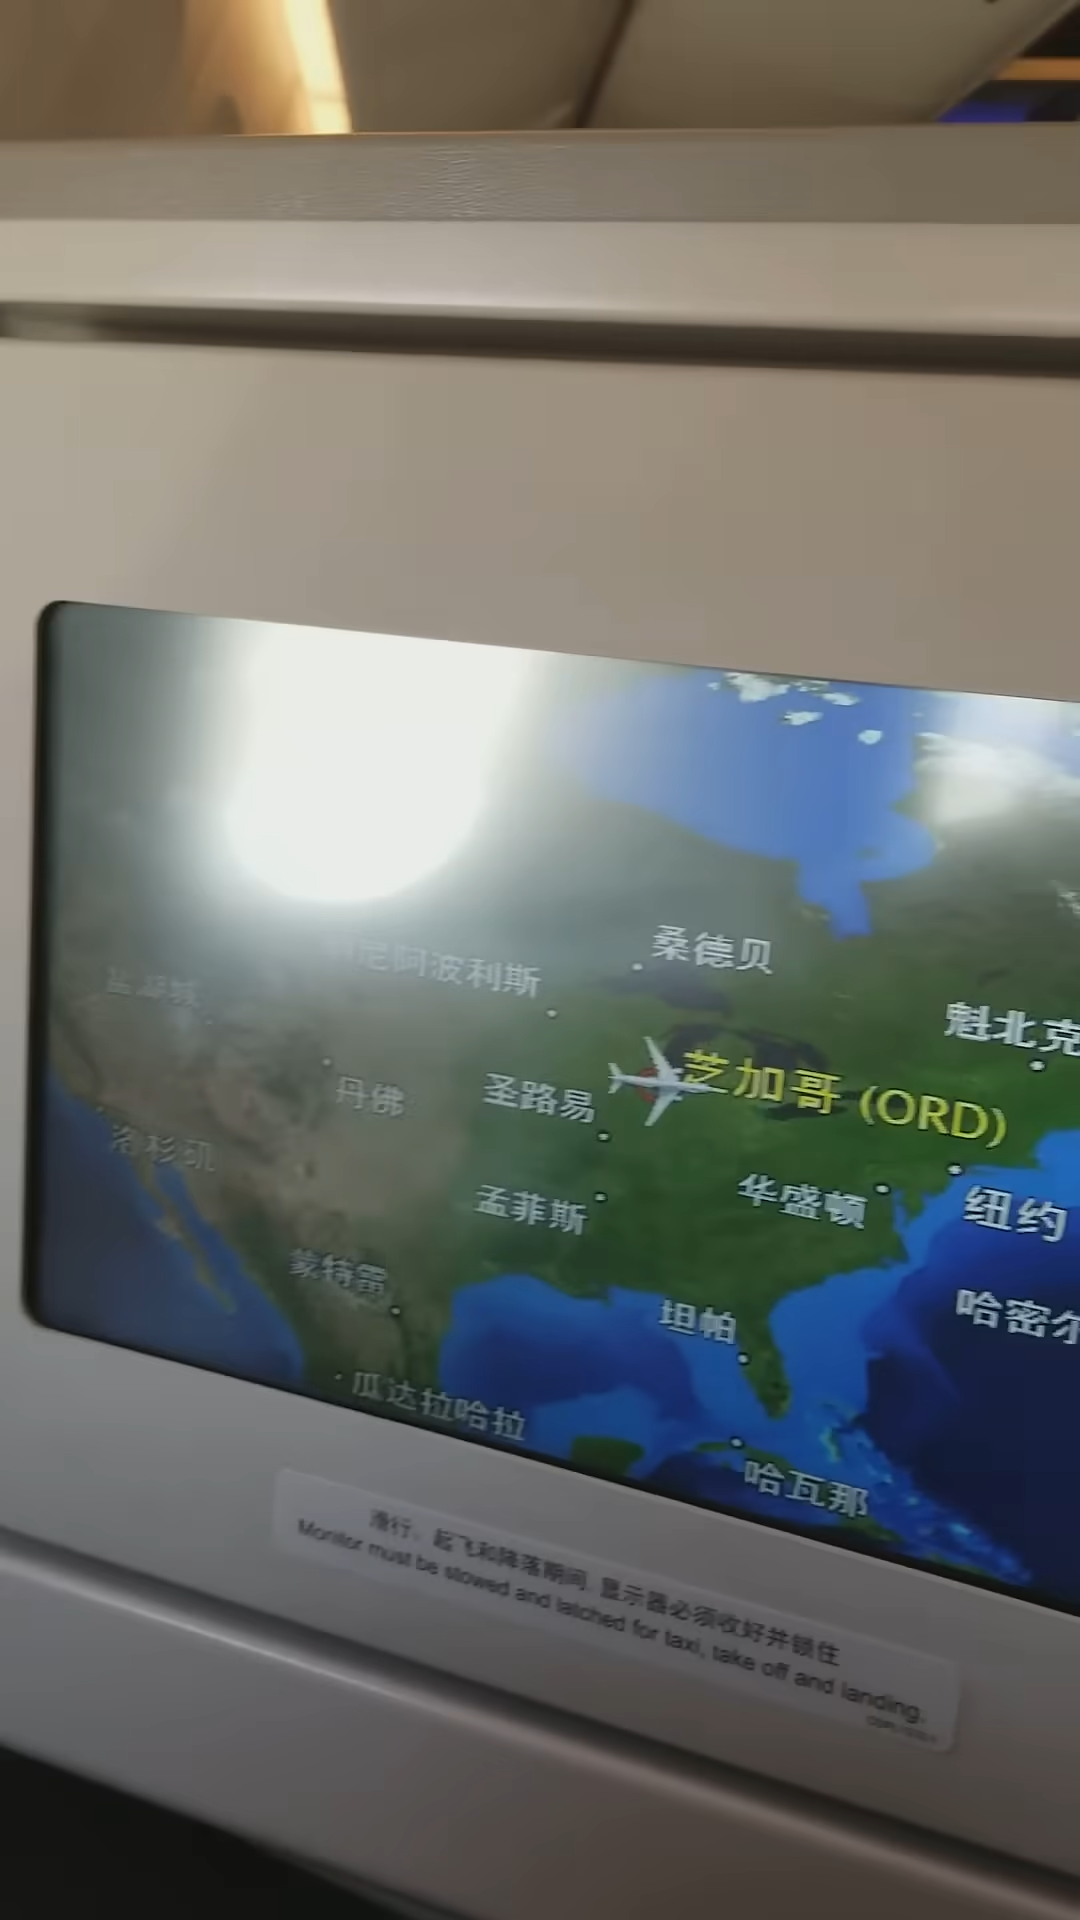 桑德贝
尼阿波利斯
魁北克
芝加哥 (ORD)
丹佛
圣路易
洛杉矶
华盛顿
纽约
孟菲斯
蒙特雷
哈密尔
坦帕
瓜达拉哈拉
哈瓦那
滑行、起飞和降落期间 显示器必须收好并锁住
Monitor must be stowed and latched for taxi, take off and landing.